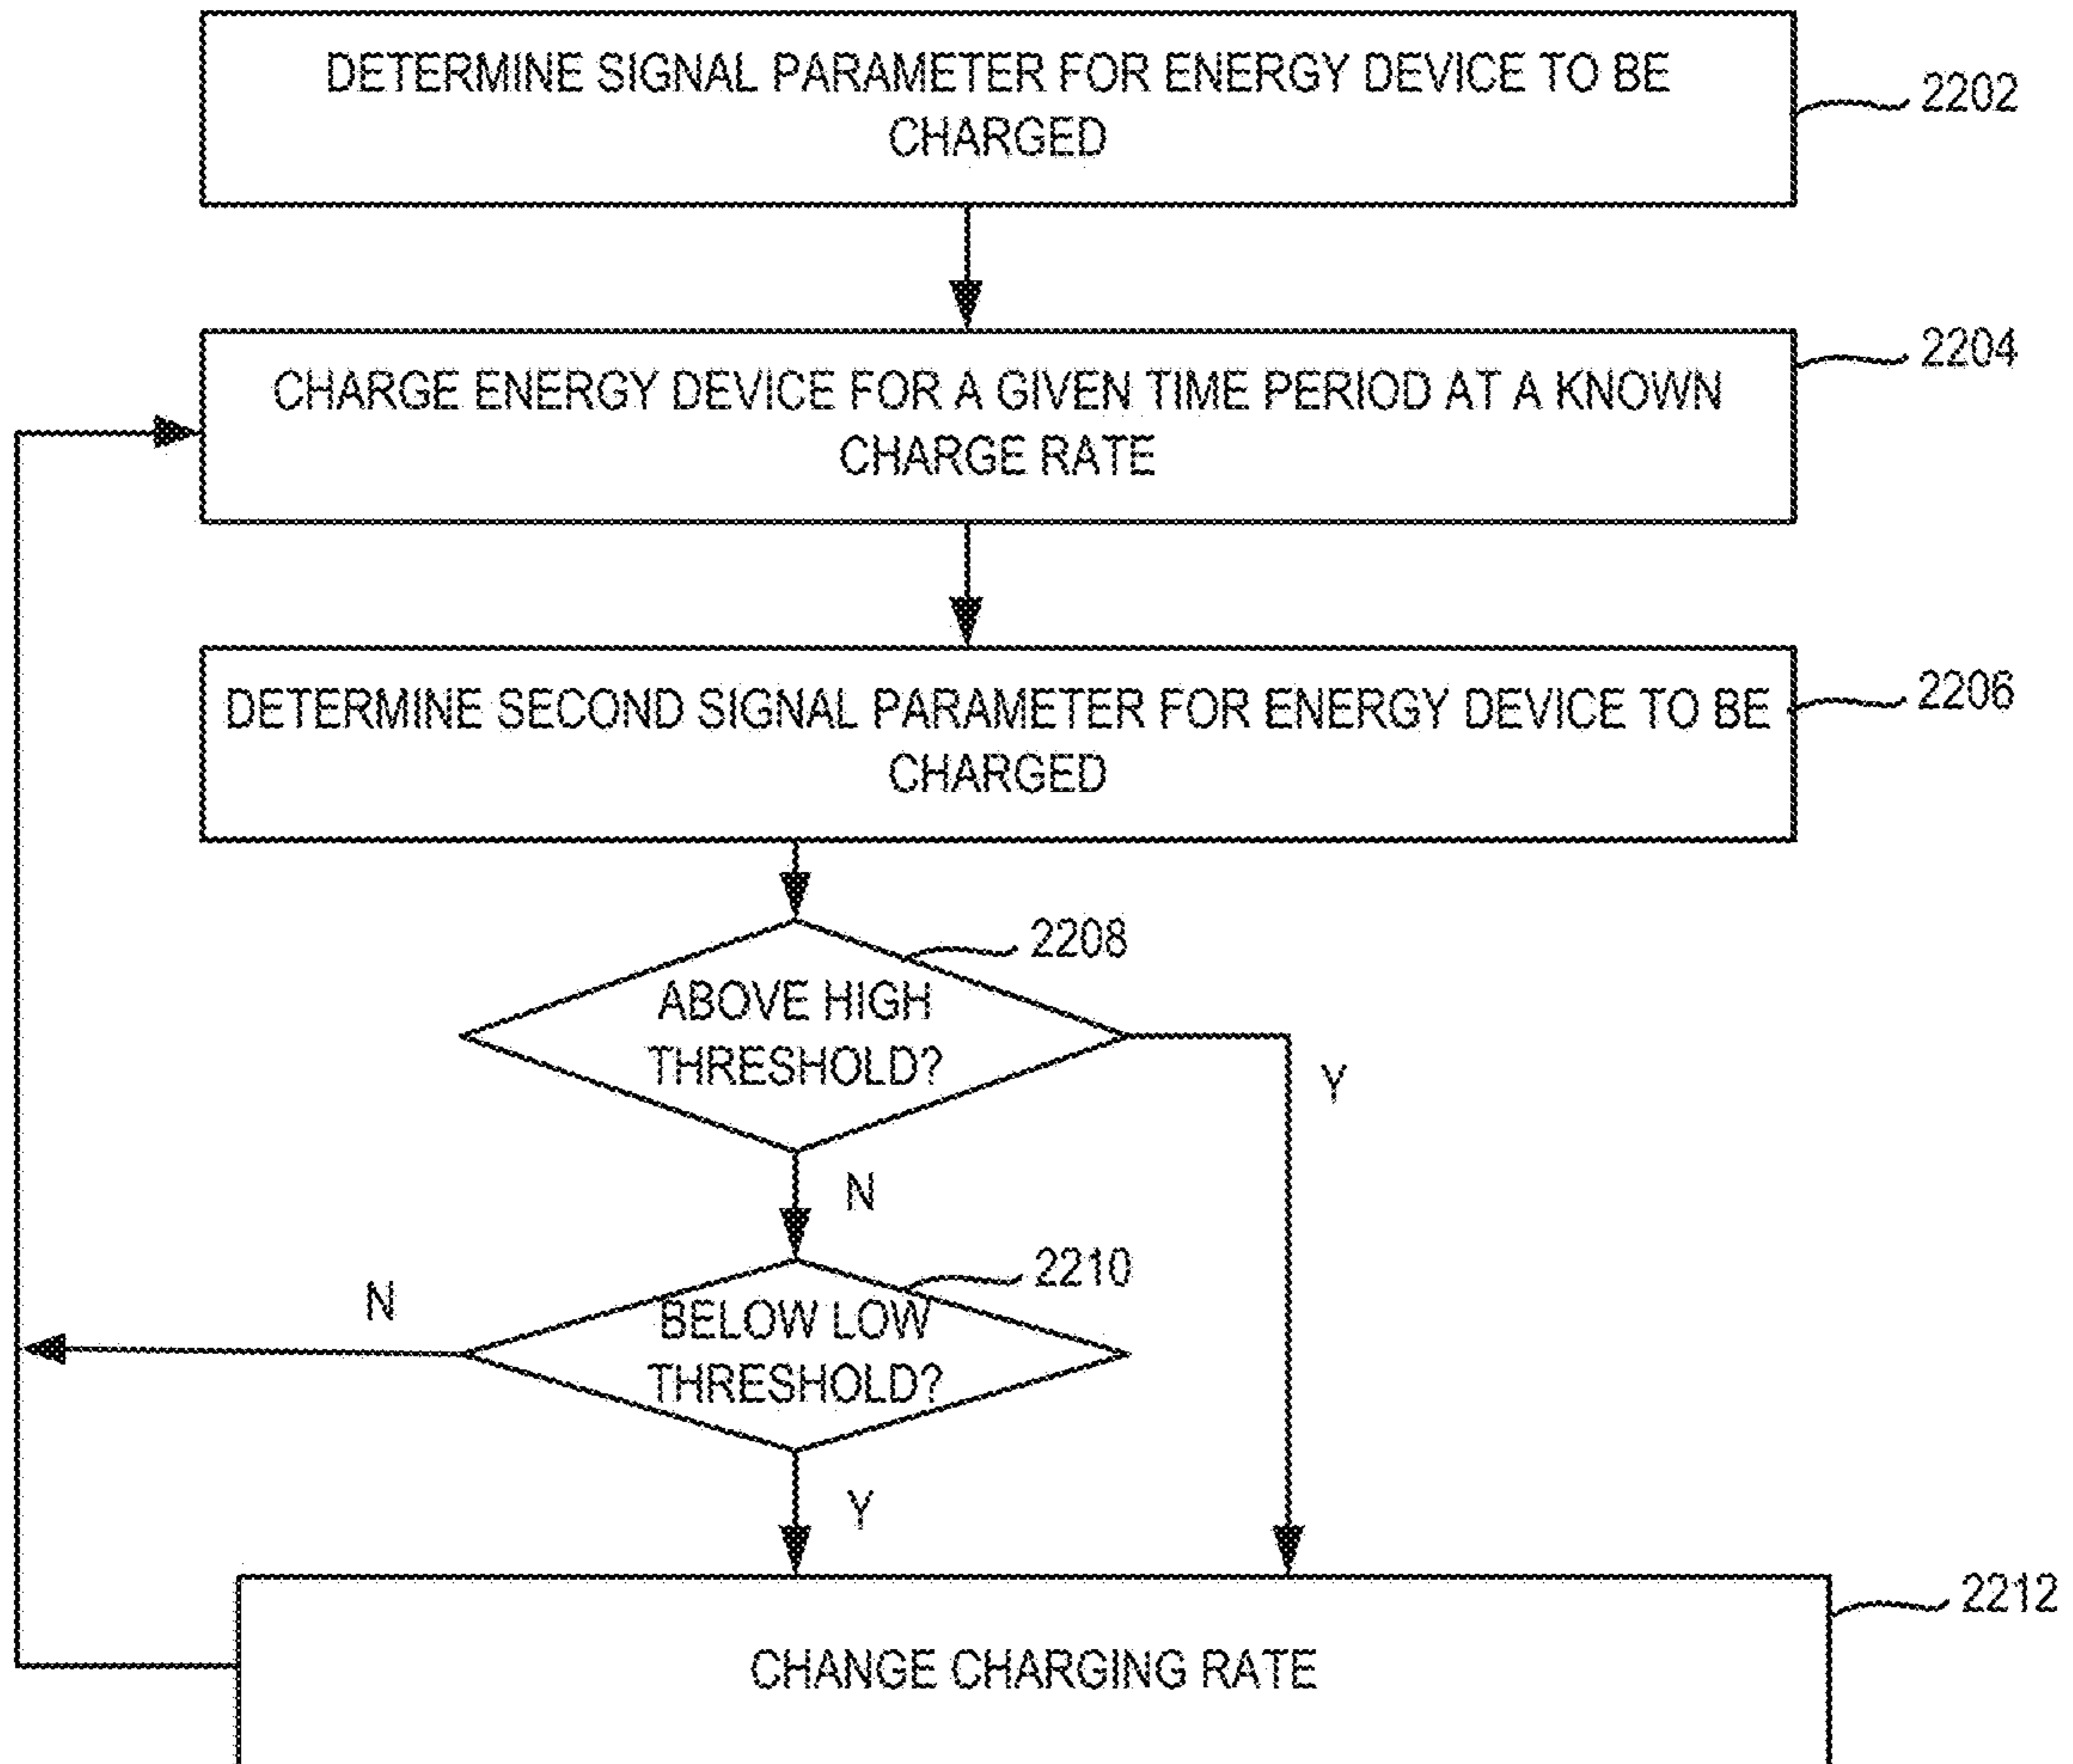 DETERMINE SIGNAL PARAMETER FOR ENERGY DEVICE TO BE
CHARGED
2202
CHARGE ENERGY DEVICE FOR A GIVEN TIME PERIOD AT A KNOWN
CHARGE RATE
2204
DETERMINE SECOND SIGNAL PARAMETER FOR ENERGY DEVICE TO BE
CHARGED
2206
2208
ABOVE HIGH
THRESHOLD?
Y
N
2210
N
BELOW LOW
THRESHOLD?
Y
2212
CHANGE CHARGING RATE